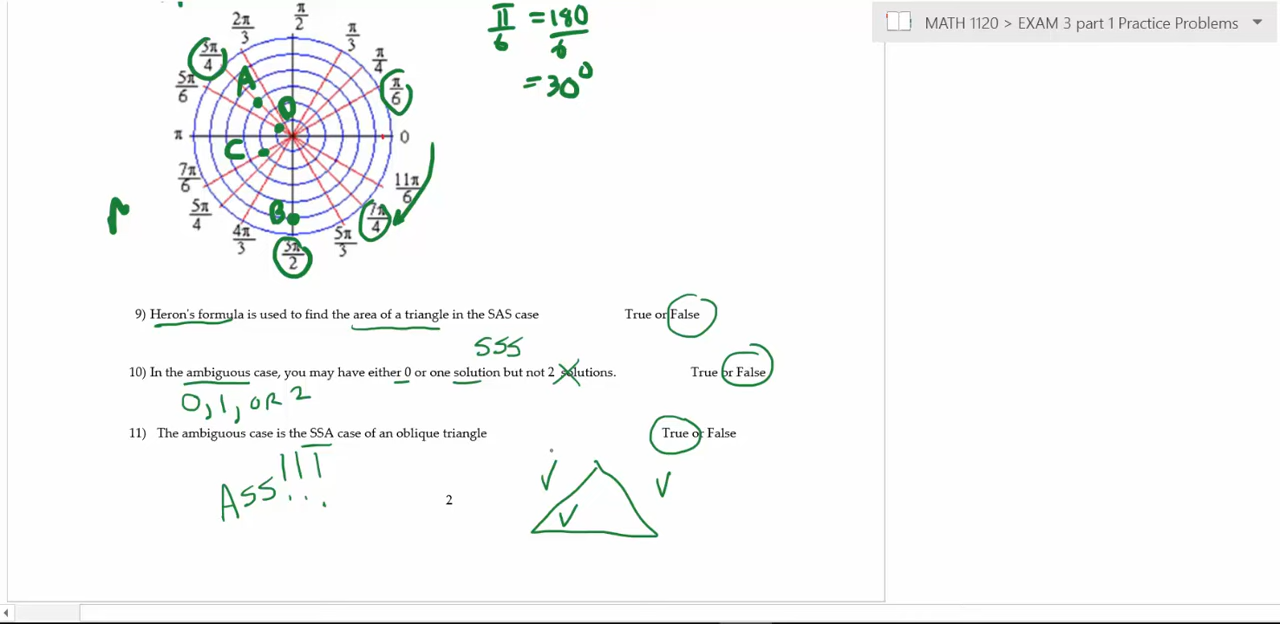 MATH 1120 > EXAM 3 part 1 Practice Problems
π/2
2π/3
π/3
3π/4
π/4
5π/6
π/6
π
0
7π/6
11π/6
5π/4
7π/4
4π/3
5π/3
3π/2
A
D
C
B
π/6 = 180/6
= 30°
9) Heron's formula is used to find the area of a triangle in the SAS case True or False
SSS
10) In the ambiguous case, you may have either 0 or one solution but not 2 solutions. True or False
0, 1, OR 2
11) The ambiguous case is the SSA case of an oblique triangle True or False
ASS!!!
2